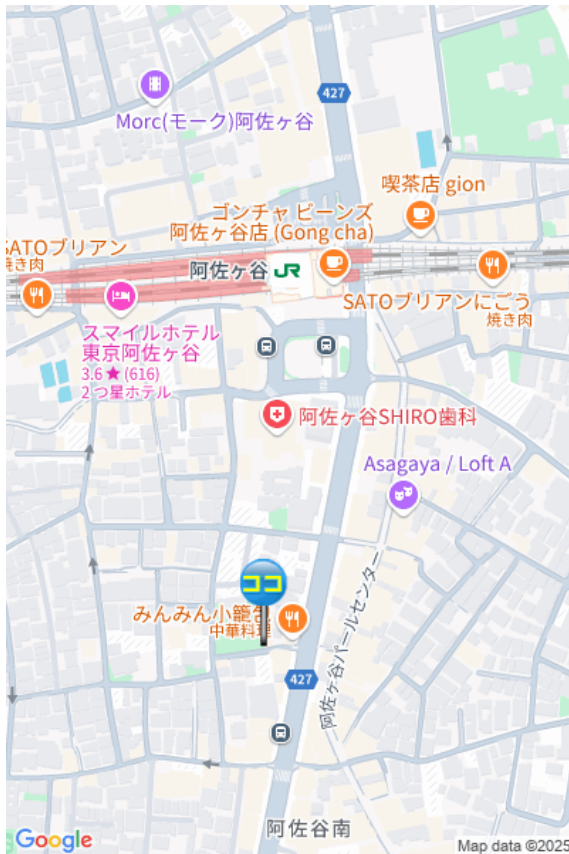 427
Morc(モーク)阿佐ヶ谷
喫茶店 gion
ゴンチャ ビーンズ
阿佐ヶ谷店 (Gong cha)
SATOブリアン
焼き肉
阿佐ヶ谷 JR
SATOブリアンにごう
焼き肉
スマイルホテル
東京阿佐ヶ谷
3.6★(616)
2 つ星ホテル
阿佐ヶ谷SHIRO歯科
Asagaya / Loft A
ココ
みんみん小籠包
中華料理
阿佐ヶ谷パールセンター
427
阿佐谷南
Google
Map data ©2025